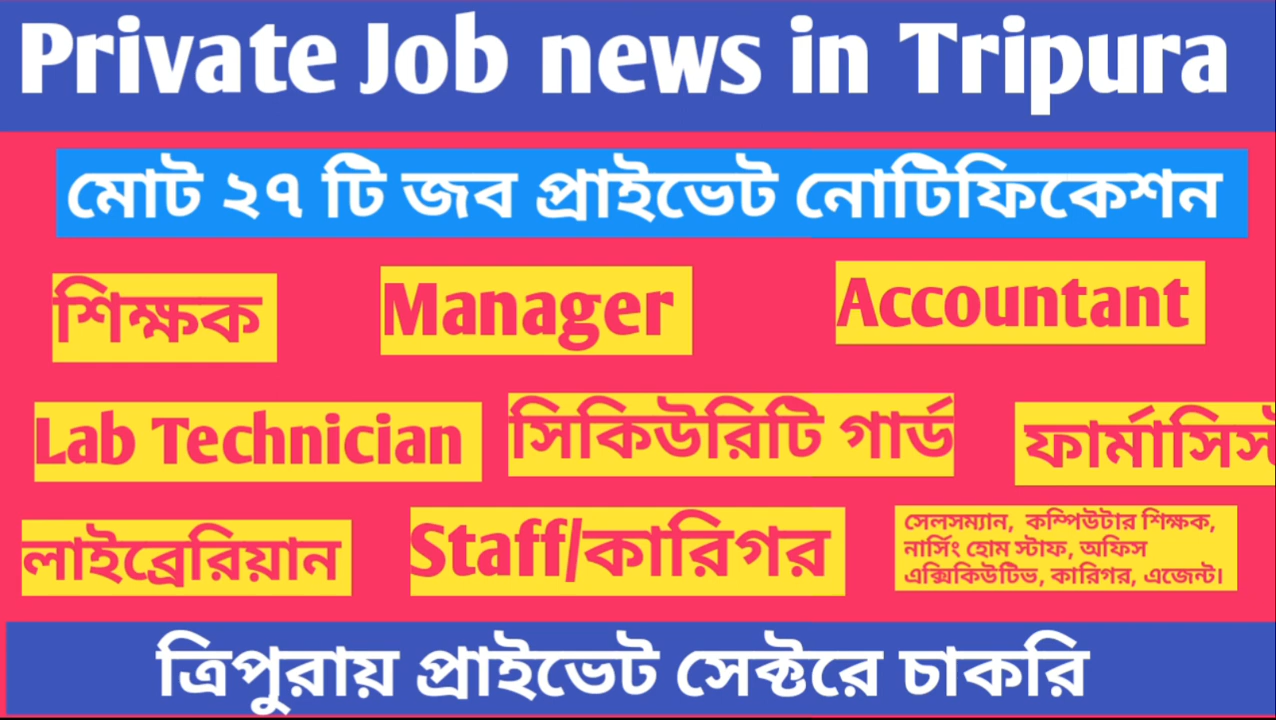 Private Job news in Tripura
মোট ২৭ টি জব প্রাইভেট নোটিফিকেশন
শিক্ষক Manager Accountant
Lab Technician সিকিউরিটি গার্ড ফার্মাসিস্ট
লাইব্রেরিয়ান Staff/কারিগর
সেলসম্যান, কম্পিউটার শিক্ষক,
নার্সিং হোম স্টাফ, অফিস
এক্সিকিউটিভ, কারিগর, এজেন্ট।
ত্রিপুরায় প্রাইভেট সেক্টরে চাকরি